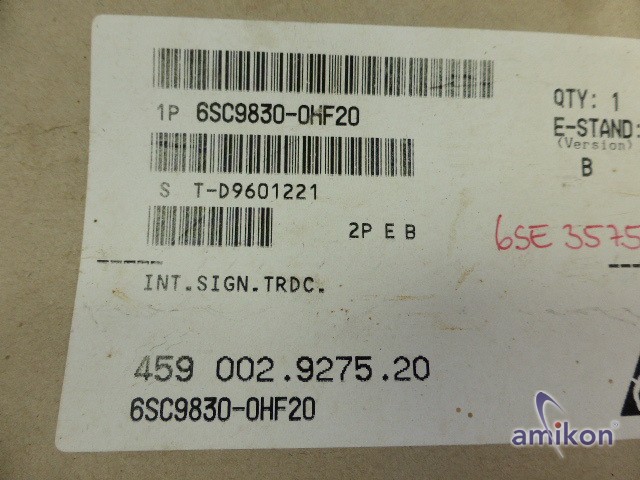 1P 6SC9830-0HF20
QTY: 1
E-STAND:
(Version)
B
S T-D9601221
2P E B
6SE 3575
INT.SIGN.TRDC.
459 002.9275.20
6SC9830-0HF20
amikon